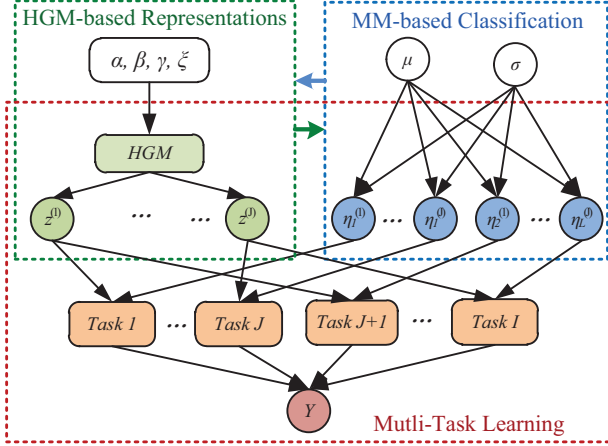 HGM-based Representations
MM-based Classification
α, β, γ, ξ
μ
σ
HGM
z⁽¹⁾ ... ... z⁽ᴶ⁾
η₁⁽¹⁾ ... η₁⁽ᴶ⁾ η₂⁽¹⁾ ... η_L⁽ᴶ⁾
Task 1 ... Task J Task J+1 ... Task I
Y
Mutli-Task Learning